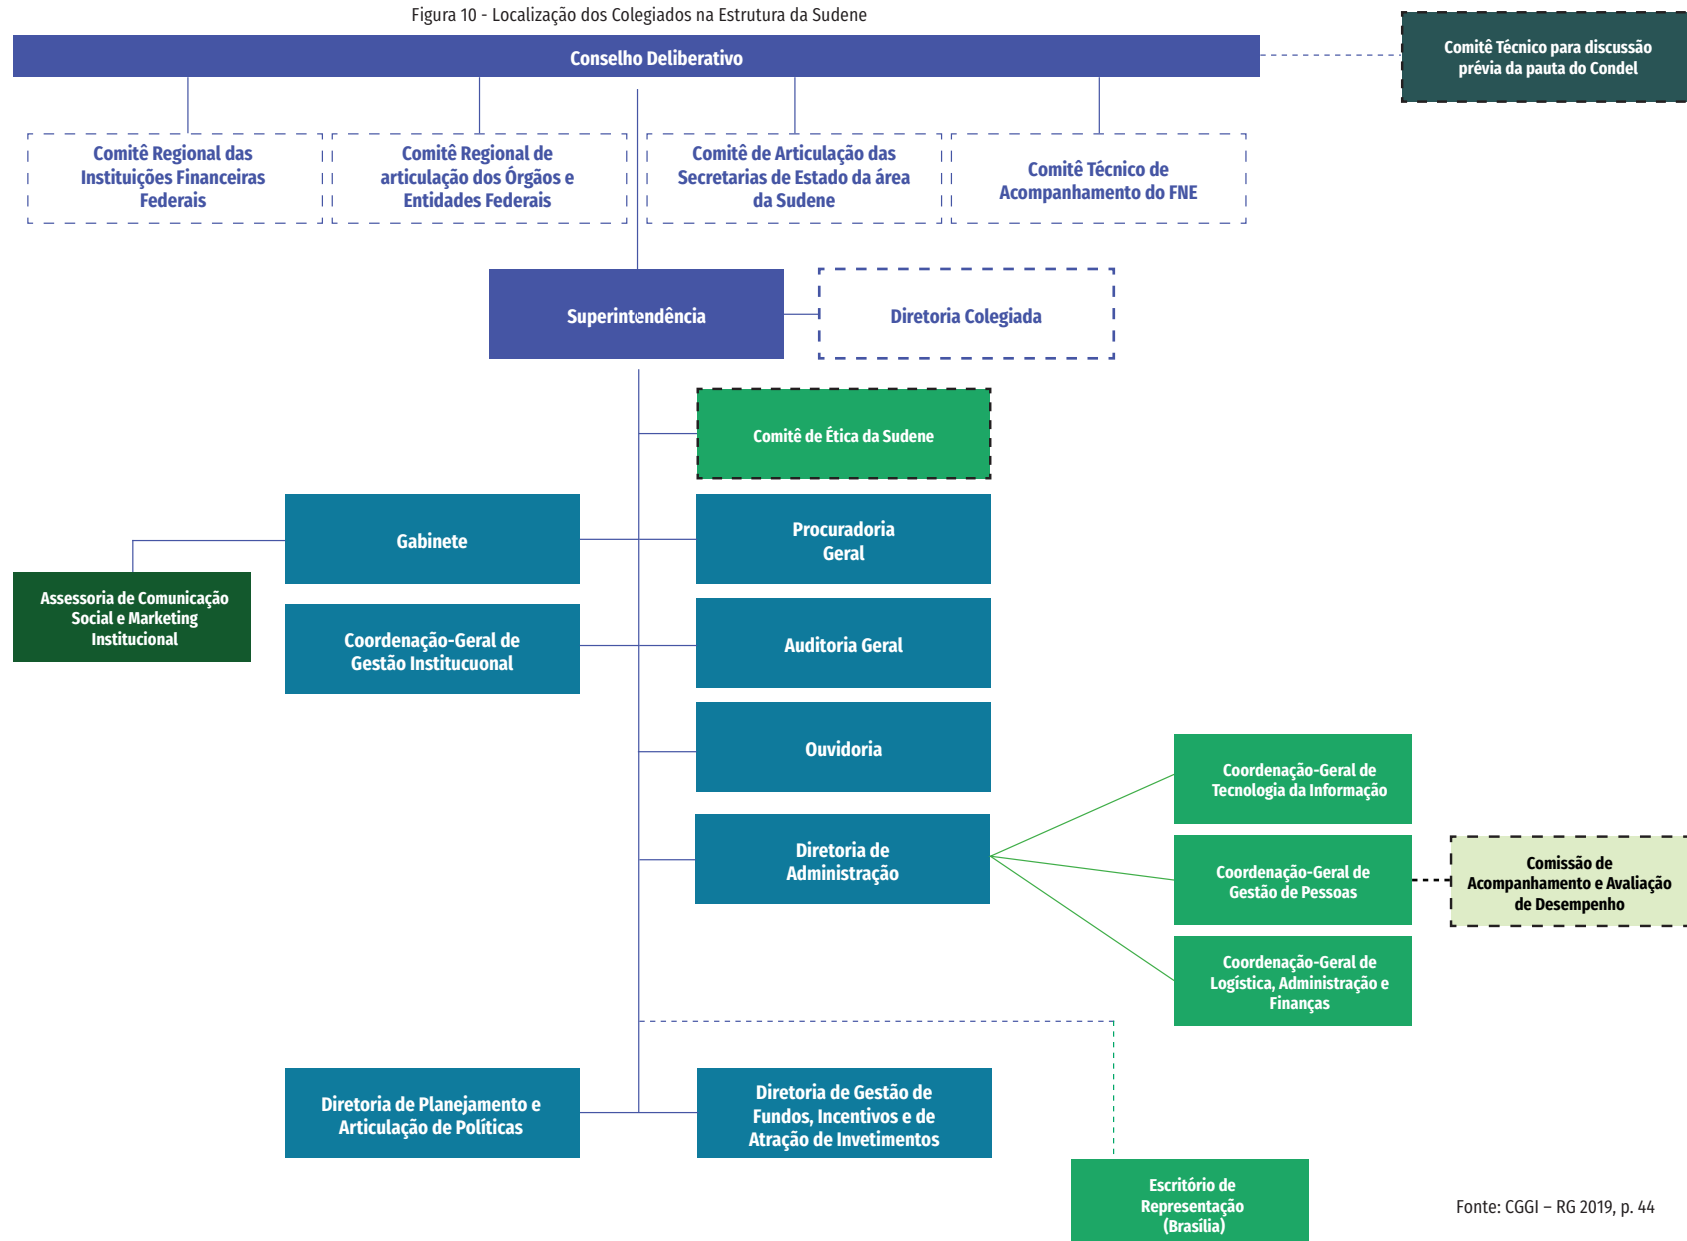 Figura 10 - Localização dos Colegiados na Estrutura da Sudene
Conselho Deliberativo
Comitê Técnico para discussão
prévia da pauta do Condel
Comitê Regional das
Instituições Financeiras
Federais
Comitê Regional de
articulação dos Órgãos e
Entidades Federais
Comitê de Articulação das
Secretarias de Estado da área
da Sudene
Comitê Técnico de
Acompanhamento do FNE
Superintendência
Diretoria Colegiada
Comitê de Ética da Sudene
Gabinete
Procuradoria
Geral
Assessoria de Comunicação
Social e Marketing
Institucional
Coordenação-Geral de
Gestão Institucuonal
Auditoria Geral
Ouvidoria
Diretoria de
Administração
Coordenação-Geral de
Tecnologia da Informação
Coordenação-Geral de
Gestão de Pessoas
Comissão de
Acompanhamento e Avaliação
de Desempenho
Coordenação-Geral de
Logística, Administração e
Finanças
Diretoria de Planejamento e
Articulação de Políticas
Diretoria de Gestão de
Fundos, Incentivos e de
Atração de Invetimentos
Escritório de
Representação
(Brasília)
Fonte: CGGI – RG 2019, p. 44